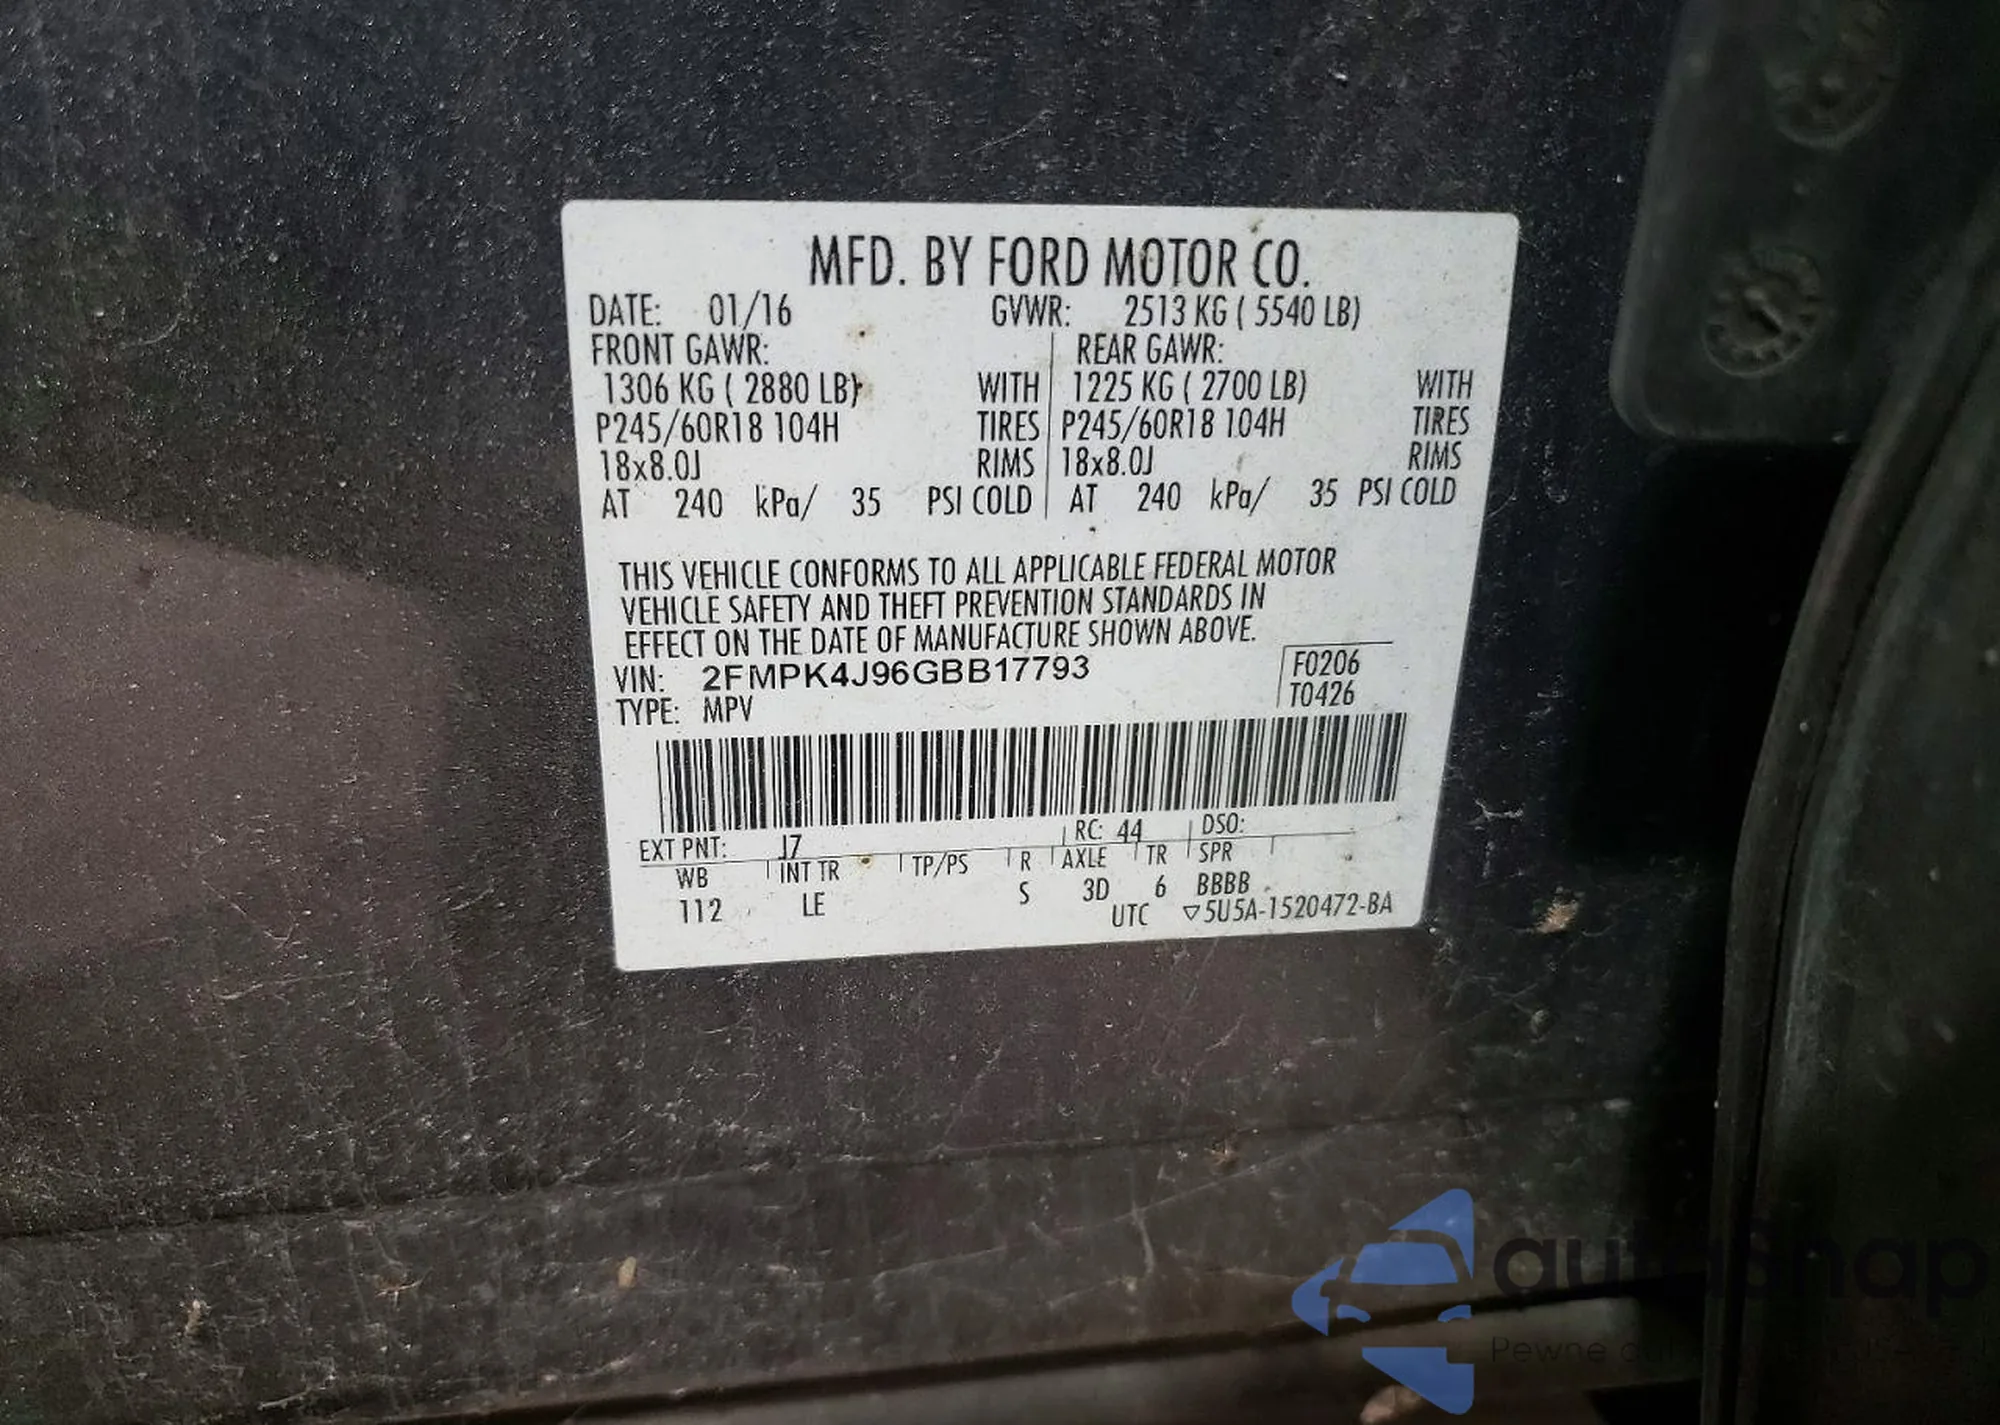 MFD. BY FORD MOTOR CO.
DATE: 01/16 GVWR: 2513 KG ( 5540 LB)
FRONT GAWR: REAR GAWR:
1306 KG ( 2880 LB) WITH 1225 KG ( 2700 LB) WITH
P245/60R18 104H TIRES P245/60R18 104H TIRES
18x8.0J RIMS 18x8.0J RIMS
AT 240 kPa/ 35 PSI COLD AT 240 kPa/ 35 PSI COLD
THIS VEHICLE CONFORMS TO ALL APPLICABLE FEDERAL MOTOR
VEHICLE SAFETY AND THEFT PREVENTION STANDARDS IN
EFFECT ON THE DATE OF MANUFACTURE SHOWN ABOVE.
VIN: 2FMPK4J96GBB17793 F0206
TYPE: MPV T0426
EXT PNT: J7 RC: 44 DSO:
WB INT TR TP/PS R AXLE TR SPR
112 LE S 3D 6 BBBB
UTC ▽5U5A-1520472-BA
autosnap
Pewne